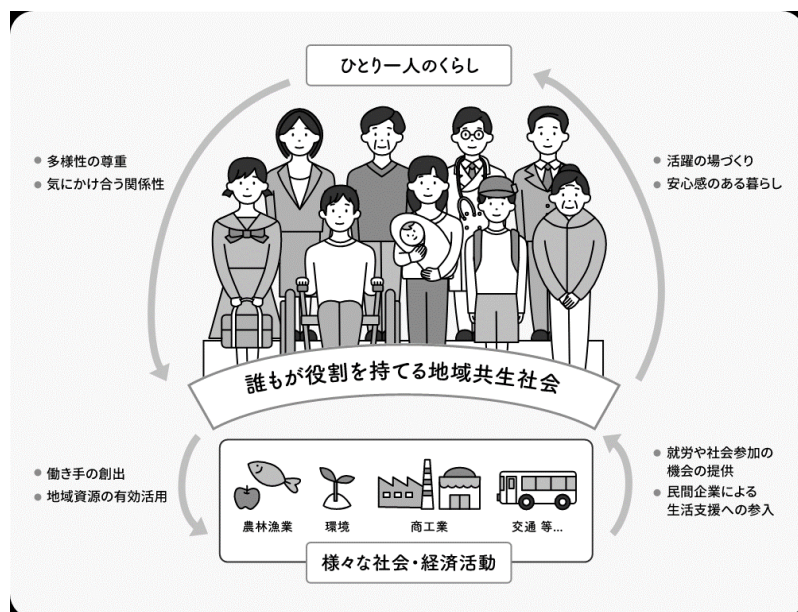 ひとり一人のくらし
● 多様性の尊重
● 気にかけ合う関係性
● 活躍の場づくり
● 安心感のある暮らし
誰もが役割を持てる地域共生社会
● 働き手の創出
● 地域資源の有効活用
● 就労や社会参加の
機会の提供
● 民間企業による
生活支援への参入
農林漁業
環境
商工業
交通 等...
様々な社会・経済活動